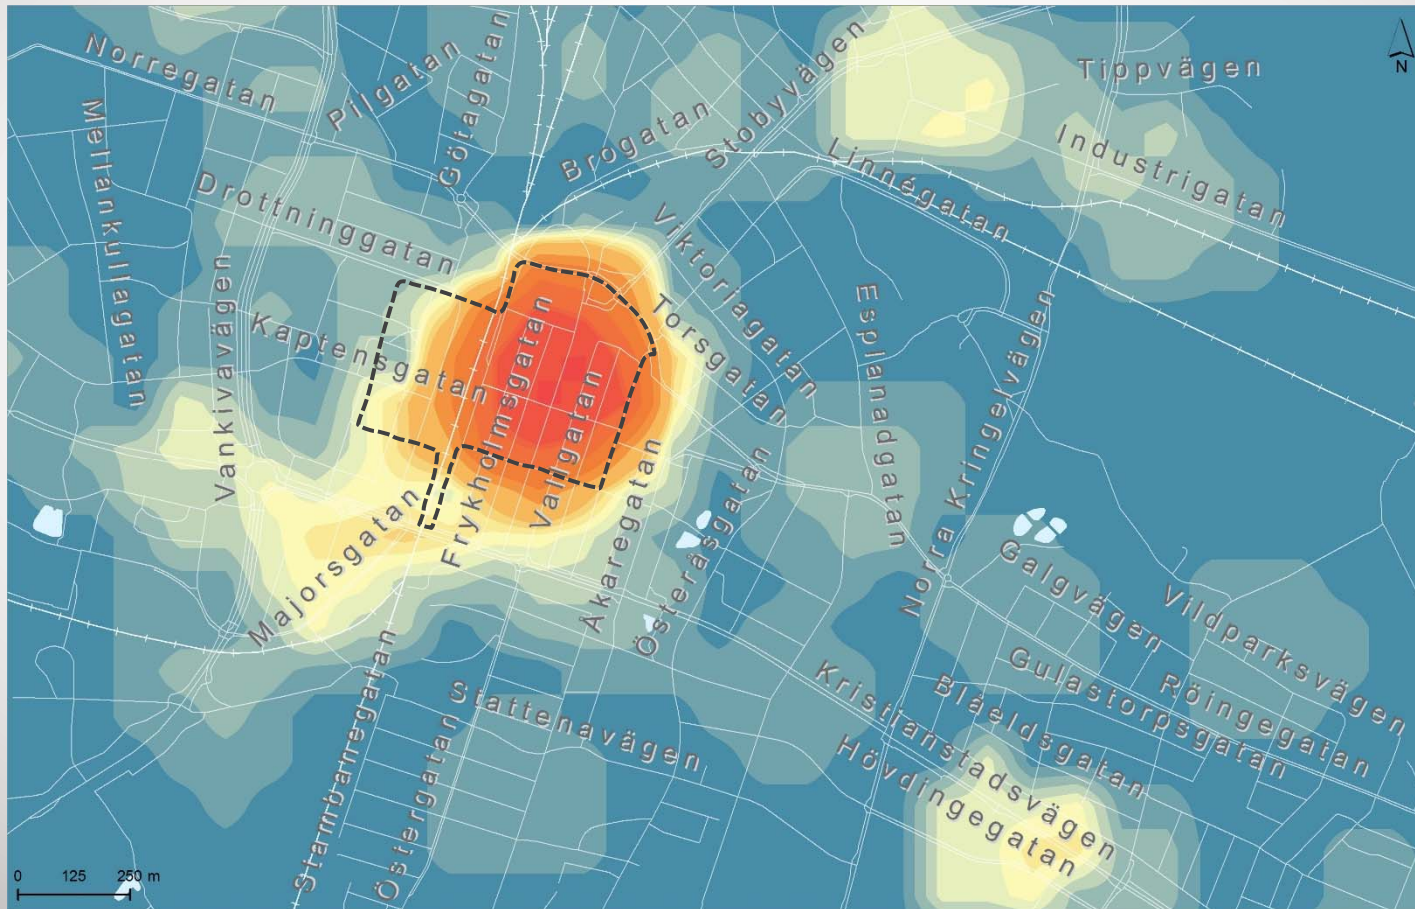 Norregatan
Pilgatan
Götagatan
Stobyvägen
Tippvägen
N
Mellankullagatan
Brogatan
Linnégatan
Industrigatan
Drottninggatan
Viktoriagatan
Vankivavägen
Kaptensgatan
Frykholmsgatan
Vallgatan
Torsgatan
Esplanadgatan
Norra Kringelvägen
Majorsgatan
Åkaregatan
Österåsgatan
Galgvägen
Vildparksvägen
Stambanegatan
Östergatan
Stattenavägen
Kristianstadsvägen
Hövdingegatan
Blåeldsgatan
Gulastorpsgatan
Röingegatan
0 125 250 m